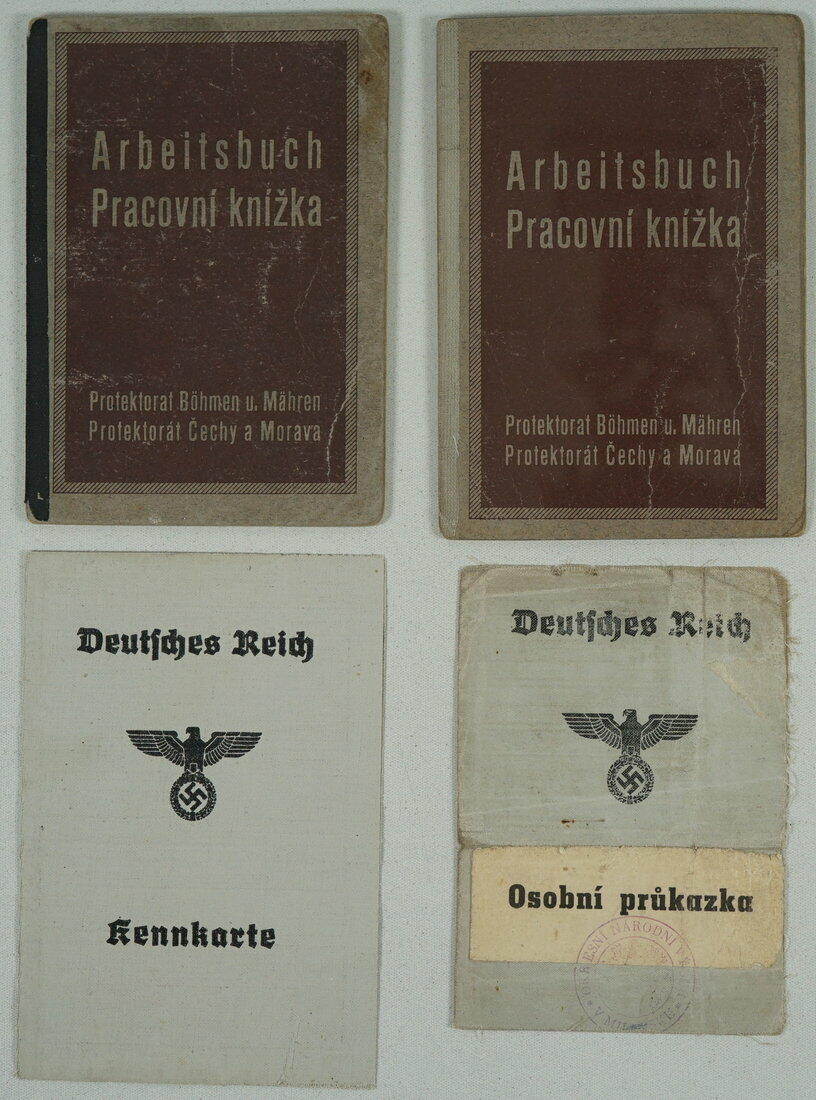 Arbeitsbuch
Pracovní knížka
Protektorat Böhmen u. Mähren
Protektorát Čechy a Morava
Arbeitsbuch
Pracovní knížka
Protektorat Böhmen u. Mähren
Protektorát Čechy a Morava
Deutſches Reich
Kennkarte
Deutſches Reich
Osobní průkazka
NÁRODNÍ